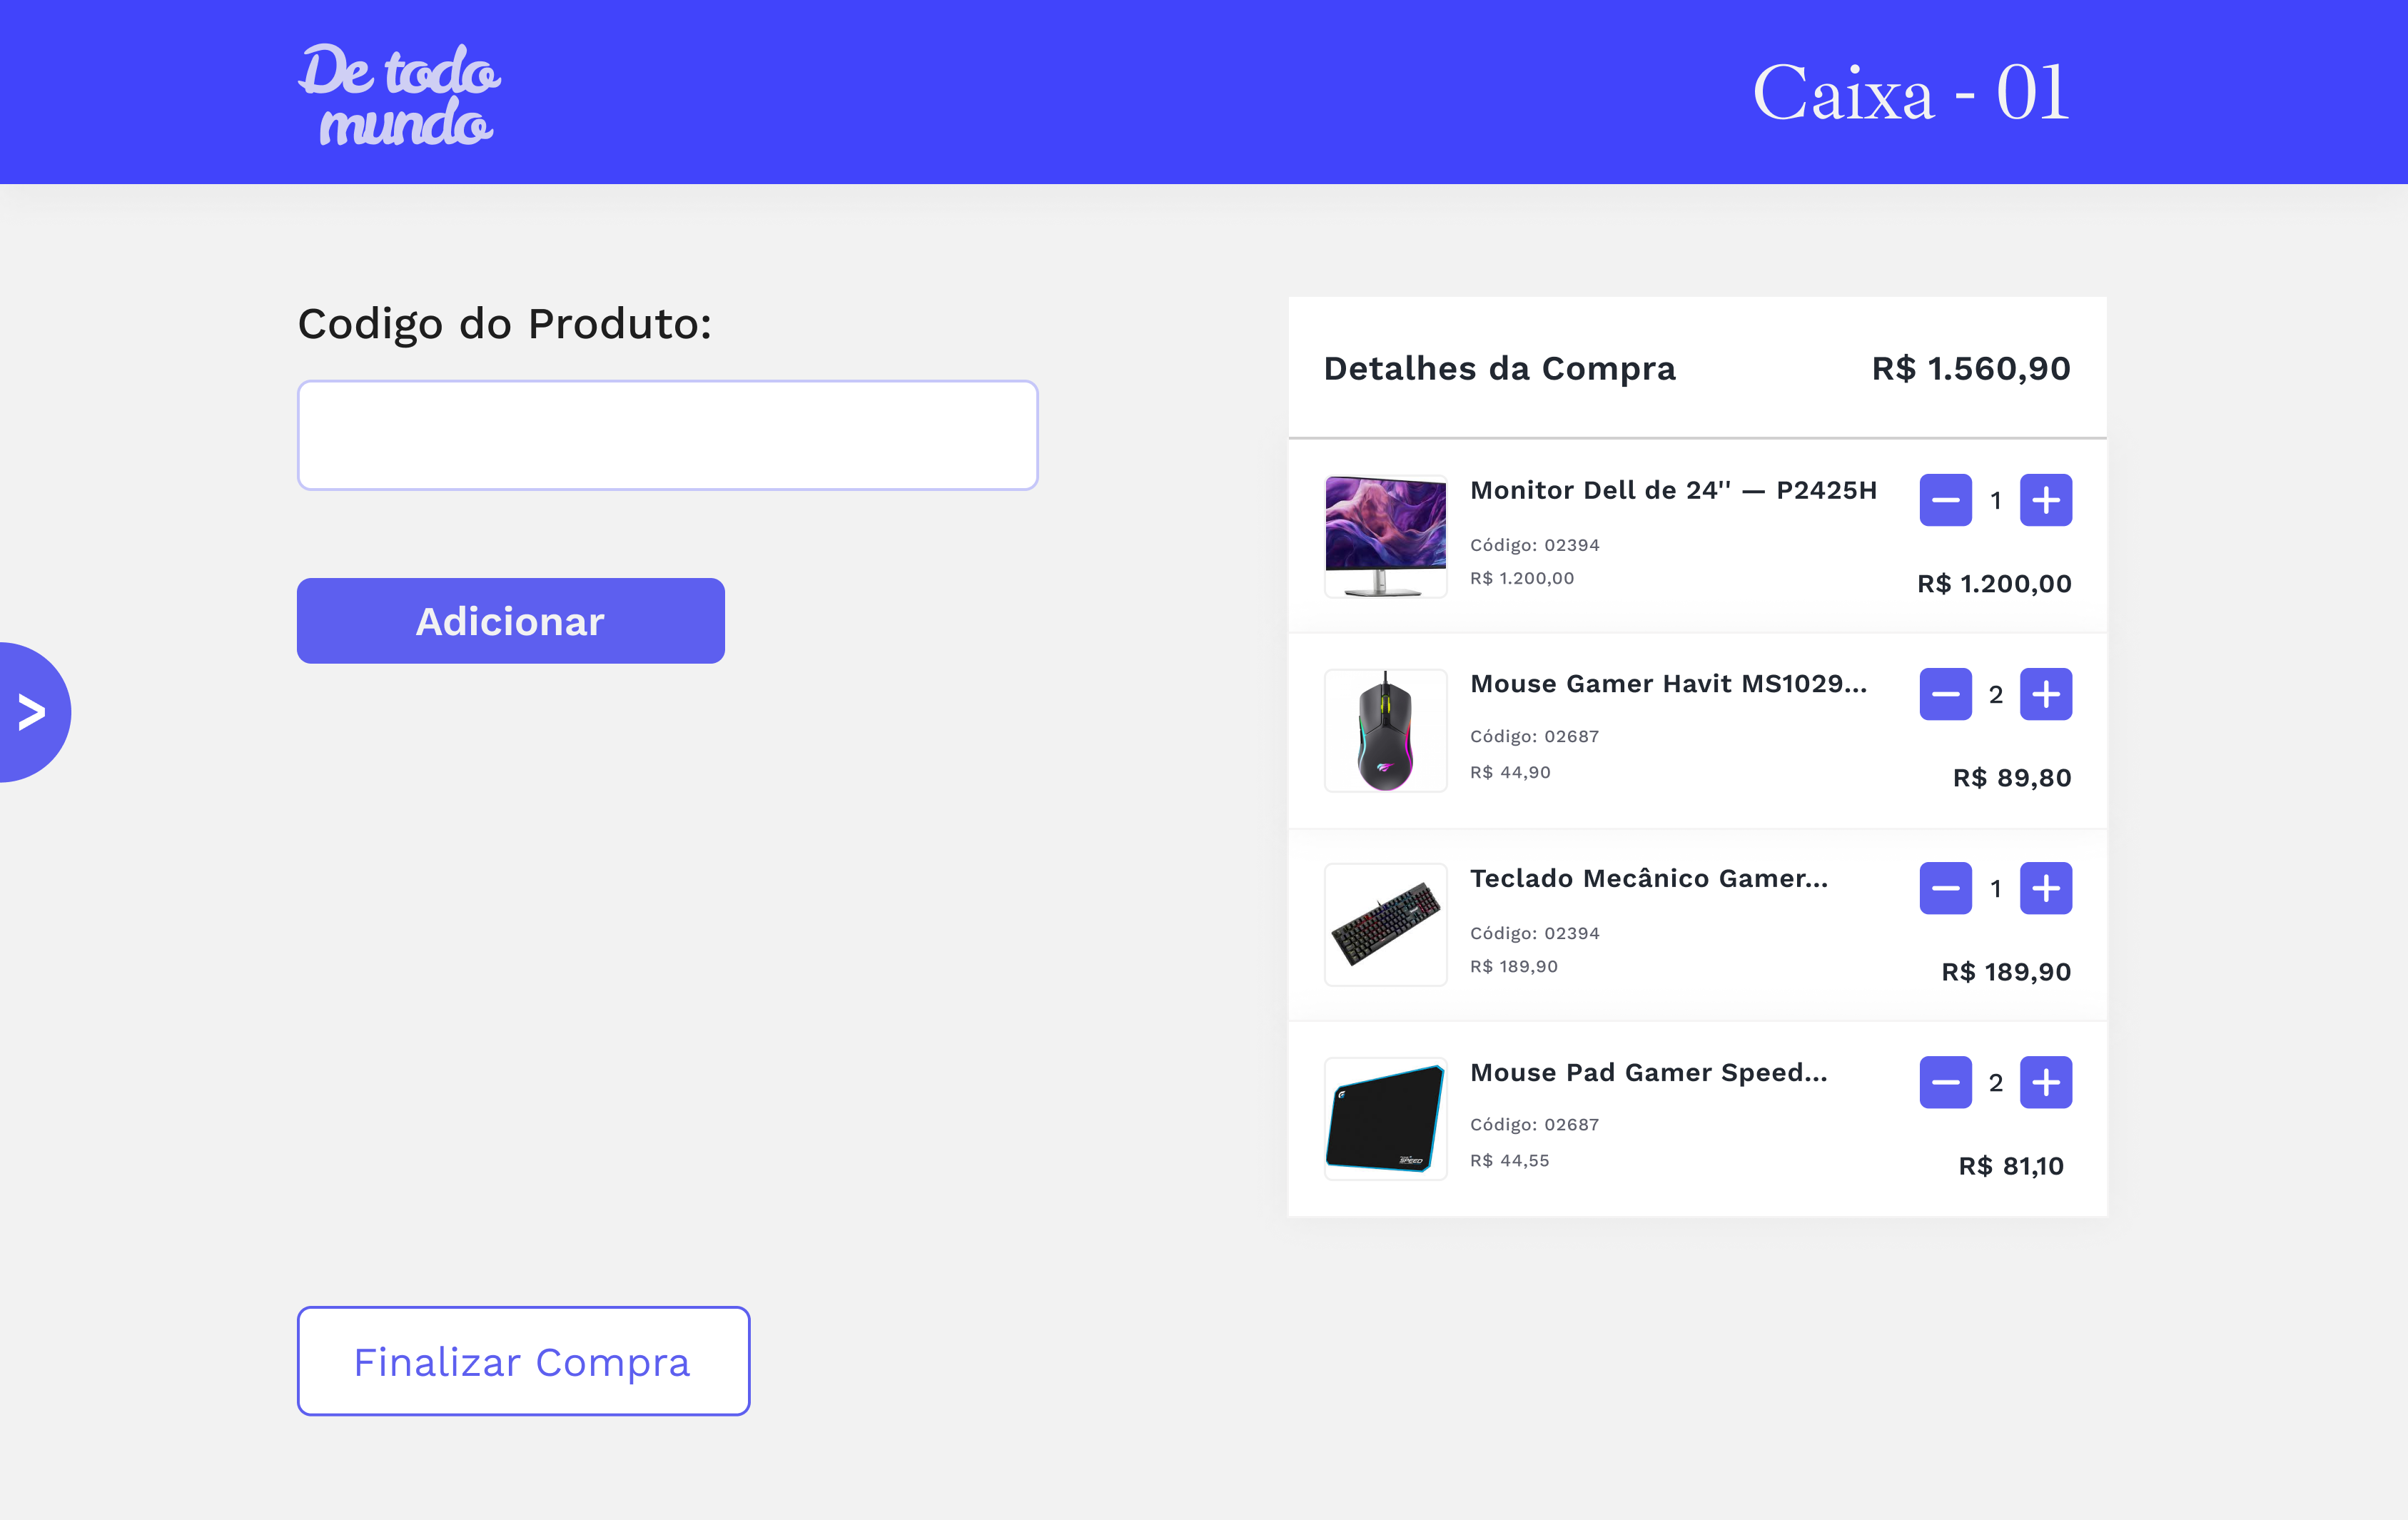 De todo
mundo
Caixa - 01
Codigo do Produto:
Adicionar
>
Finalizar Compra
Detalhes da Compra R$ 1.560,90
Monitor Dell de 24'' — P2425H
1
Código: 02394
R$ 1.200,00
R$ 1.200,00
Mouse Gamer Havit MS1029...
2
Código: 02687
R$ 44,90
R$ 89,80
Teclado Mecânico Gamer...
1
Código: 02394
R$ 189,90
R$ 189,90
Mouse Pad Gamer Speed...
2
Código: 02687
R$ 44,55
R$ 81,10
SPEED